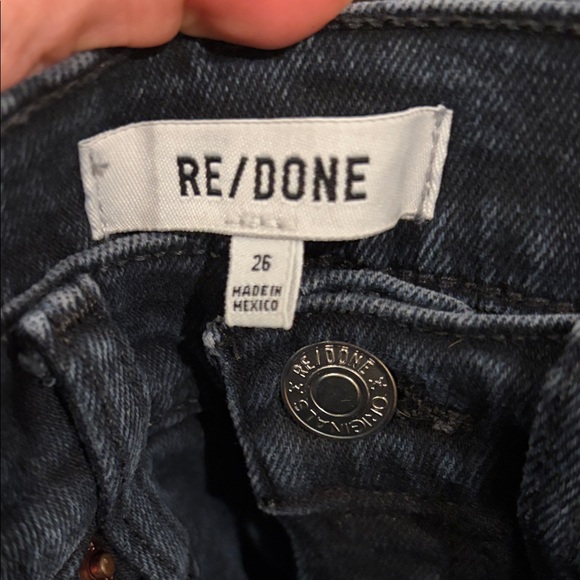 RE/DONE
26
MADE IN
MEXICO
X RE/DONE X ORIGINALS